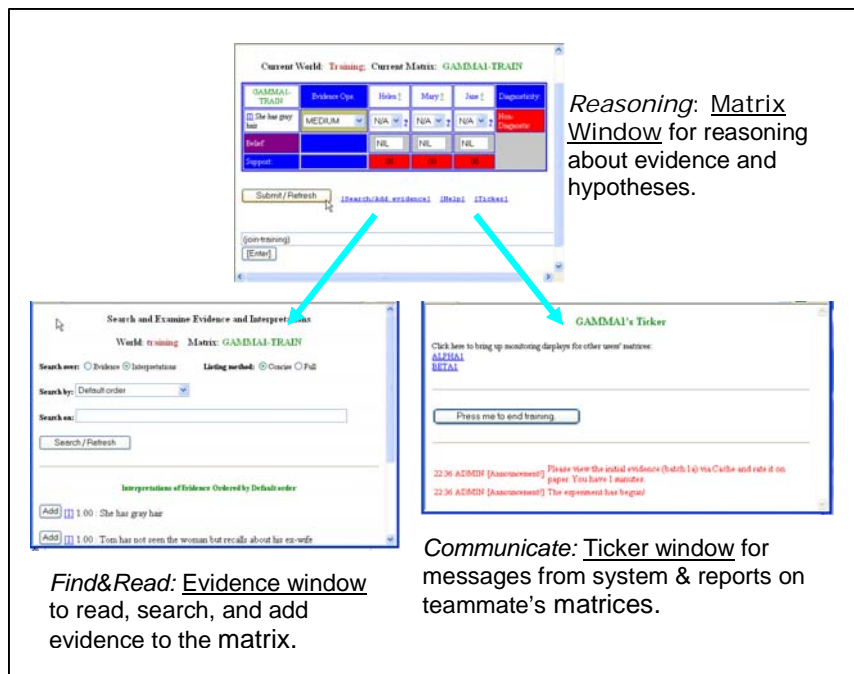 Current World: Training; Current Matrix: GAMMA1-TRAIN
GAMMA1-TRAIN Evidence Ops. Helen ? Mary ? Jane ? Diagnosticity:
[I] She has gray hair MEDIUM N/A ? N/A ? N/A ? Non-Diagnostic
Belief: NIL NIL NIL
Support:
Submit/Refresh [Search/Add evidence] [Help] [Ticker]
(join-training)
[Enter]
Reasoning: Matrix
Window for reasoning
about evidence and
hypotheses.
Search and Examine Evidence and Interpretations
World: training Matrix: GAMMA1-TRAIN
Search over: Evidence Interpretations Listing method: Concise Full
Search by: Default order
Search on:
Search / Refresh
Interpretations of Evidence Ordered by Default order
Add [I] 1.00 : She has gray hair
Add [I] 1.00 : Tom has not seen the woman but recalls about his ex-wife
Find&Read: Evidence window
to read, search, and add
evidence to the matrix.
GAMMA1's Ticker
Click here to bring up monitoring displays for other users' matrices:
ALPHA1
BETA1
Press me to end training.
22:36 ADMIN [Announcement!] Please view the initial evidence (batch 1a) via Cache and rate it on
paper. You have 1 minutes.
22:36 ADMIN [Announcement!] The experiment has begun!
Communicate: Ticker window for
messages from system & reports on
teammate's matrices.